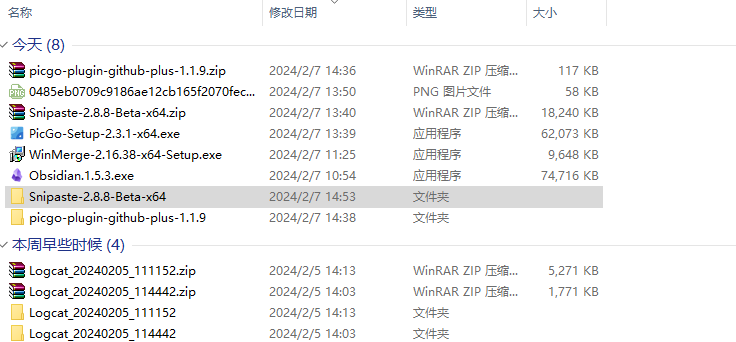 名称 修改日期 类型 大小
今天 (8)
picgo-plugin-github-plus-1.1.9.zip 2024/2/7 14:36 WinRAR ZIP 压缩... 117 KB
0485eb0709c9186ae12cb165f2070fec... 2024/2/7 13:50 PNG 图片文件 58 KB
Snipaste-2.8.8-Beta-x64.zip 2024/2/7 13:40 WinRAR ZIP 压缩... 18,240 KB
PicGo-Setup-2.3.1-x64.exe 2024/2/7 13:39 应用程序 62,073 KB
WinMerge-2.16.38-x64-Setup.exe 2024/2/7 11:25 应用程序 9,648 KB
Obsidian.1.5.3.exe 2024/2/7 10:54 应用程序 74,716 KB
Snipaste-2.8.8-Beta-x64 2024/2/7 14:53 文件夹
picgo-plugin-github-plus-1.1.9 2024/2/7 14:38 文件夹
本周早些时候 (4)
Logcat_20240205_111152.zip 2024/2/5 14:13 WinRAR ZIP 压缩... 5,271 KB
Logcat_20240205_114442.zip 2024/2/5 14:03 WinRAR ZIP 压缩... 1,771 KB
Logcat_20240205_111152 2024/2/5 14:13 文件夹
Logcat_20240205_114442 2024/2/5 14:03 文件夹